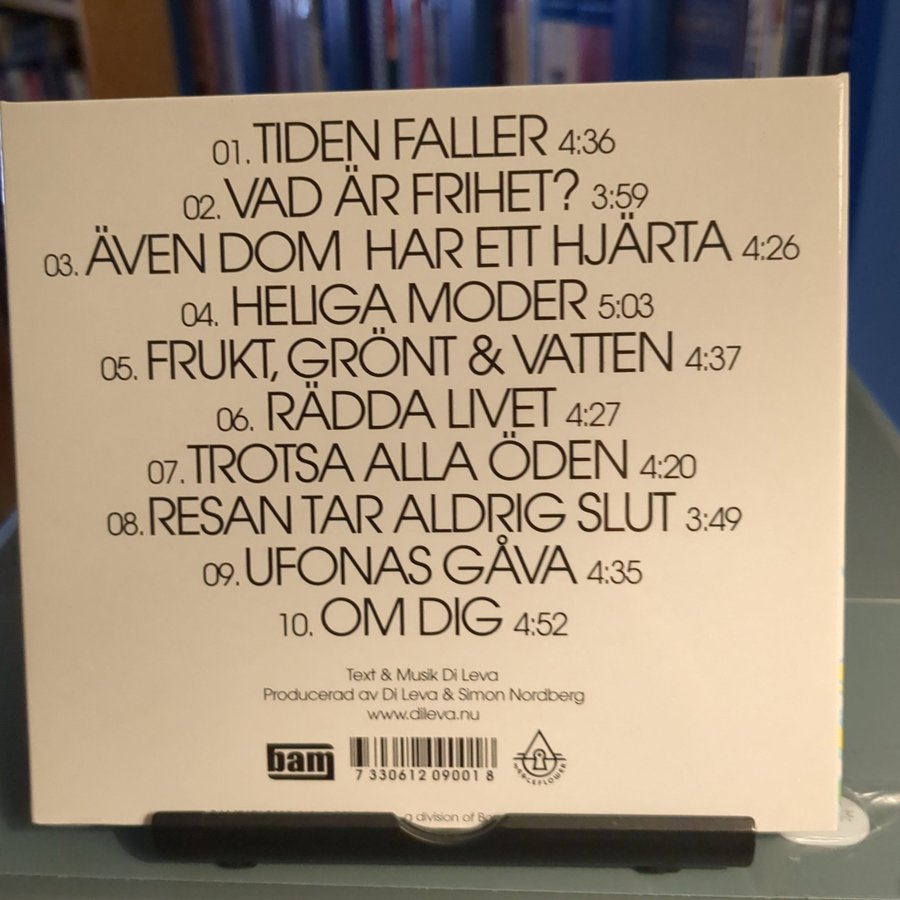 01. TIDEN FALLER 4:36
02. VAD ÄR FRIHET? 3:59
03. ÄVEN DOM HAR ETT HJÄRTA 4:26
04. HELIGA MODER 5:03
05. FRUKT, GRÖNT & VATTEN 4:37
06. RÄDDA LIVET 4:27
07. TROTSA ALLA ÖDEN 4:20
08. RESAN TAR ALDRIG SLUT 3:49
09. UFONAS GÅVA 4:35
10. OM DIG 4:52
Text & Musik Di Leva
Producerad av Di Leva & Simon Nordberg
www.dileva.nu
bam
7 330612 09001 8
a division of